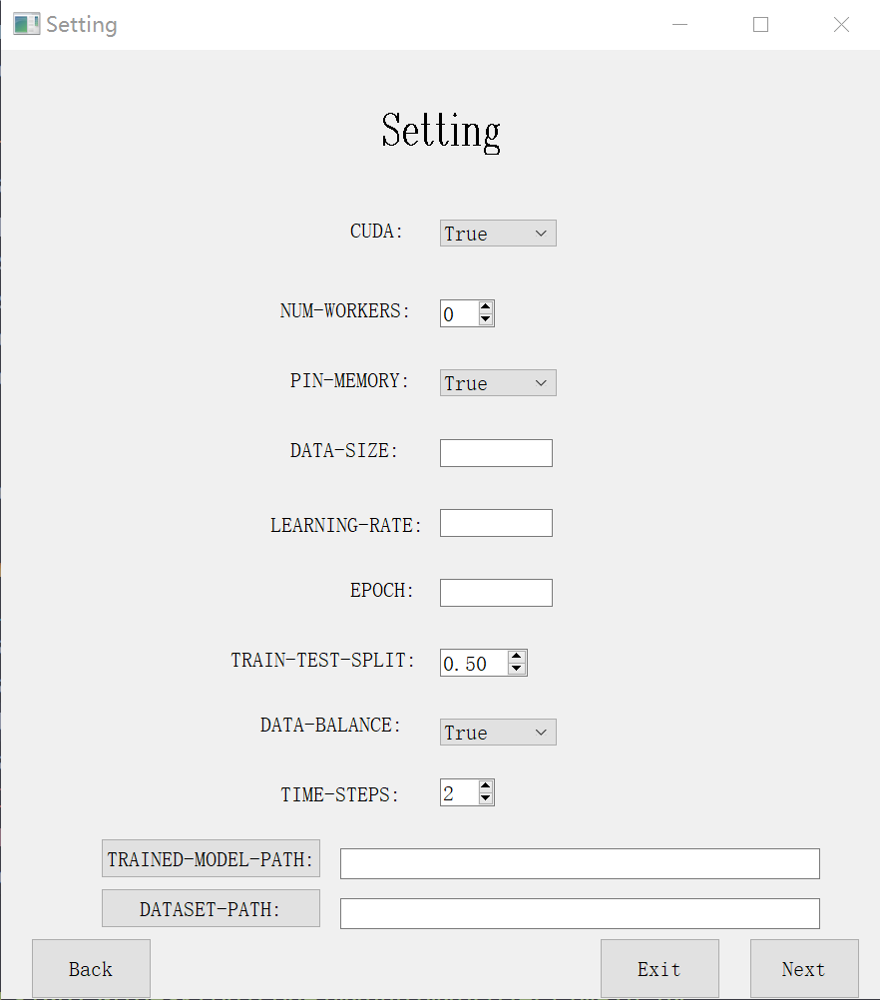 Setting
Setting
CUDA: True
NUM-WORKERS: 0
PIN-MEMORY: True
DATA-SIZE:
LEARNING-RATE:
EPOCH:
TRAIN-TEST-SPLIT: 0.50
DATA-BALANCE: True
TIME-STEPS: 2
TRAINED-MODEL-PATH:
DATASET-PATH:
Back Exit Next